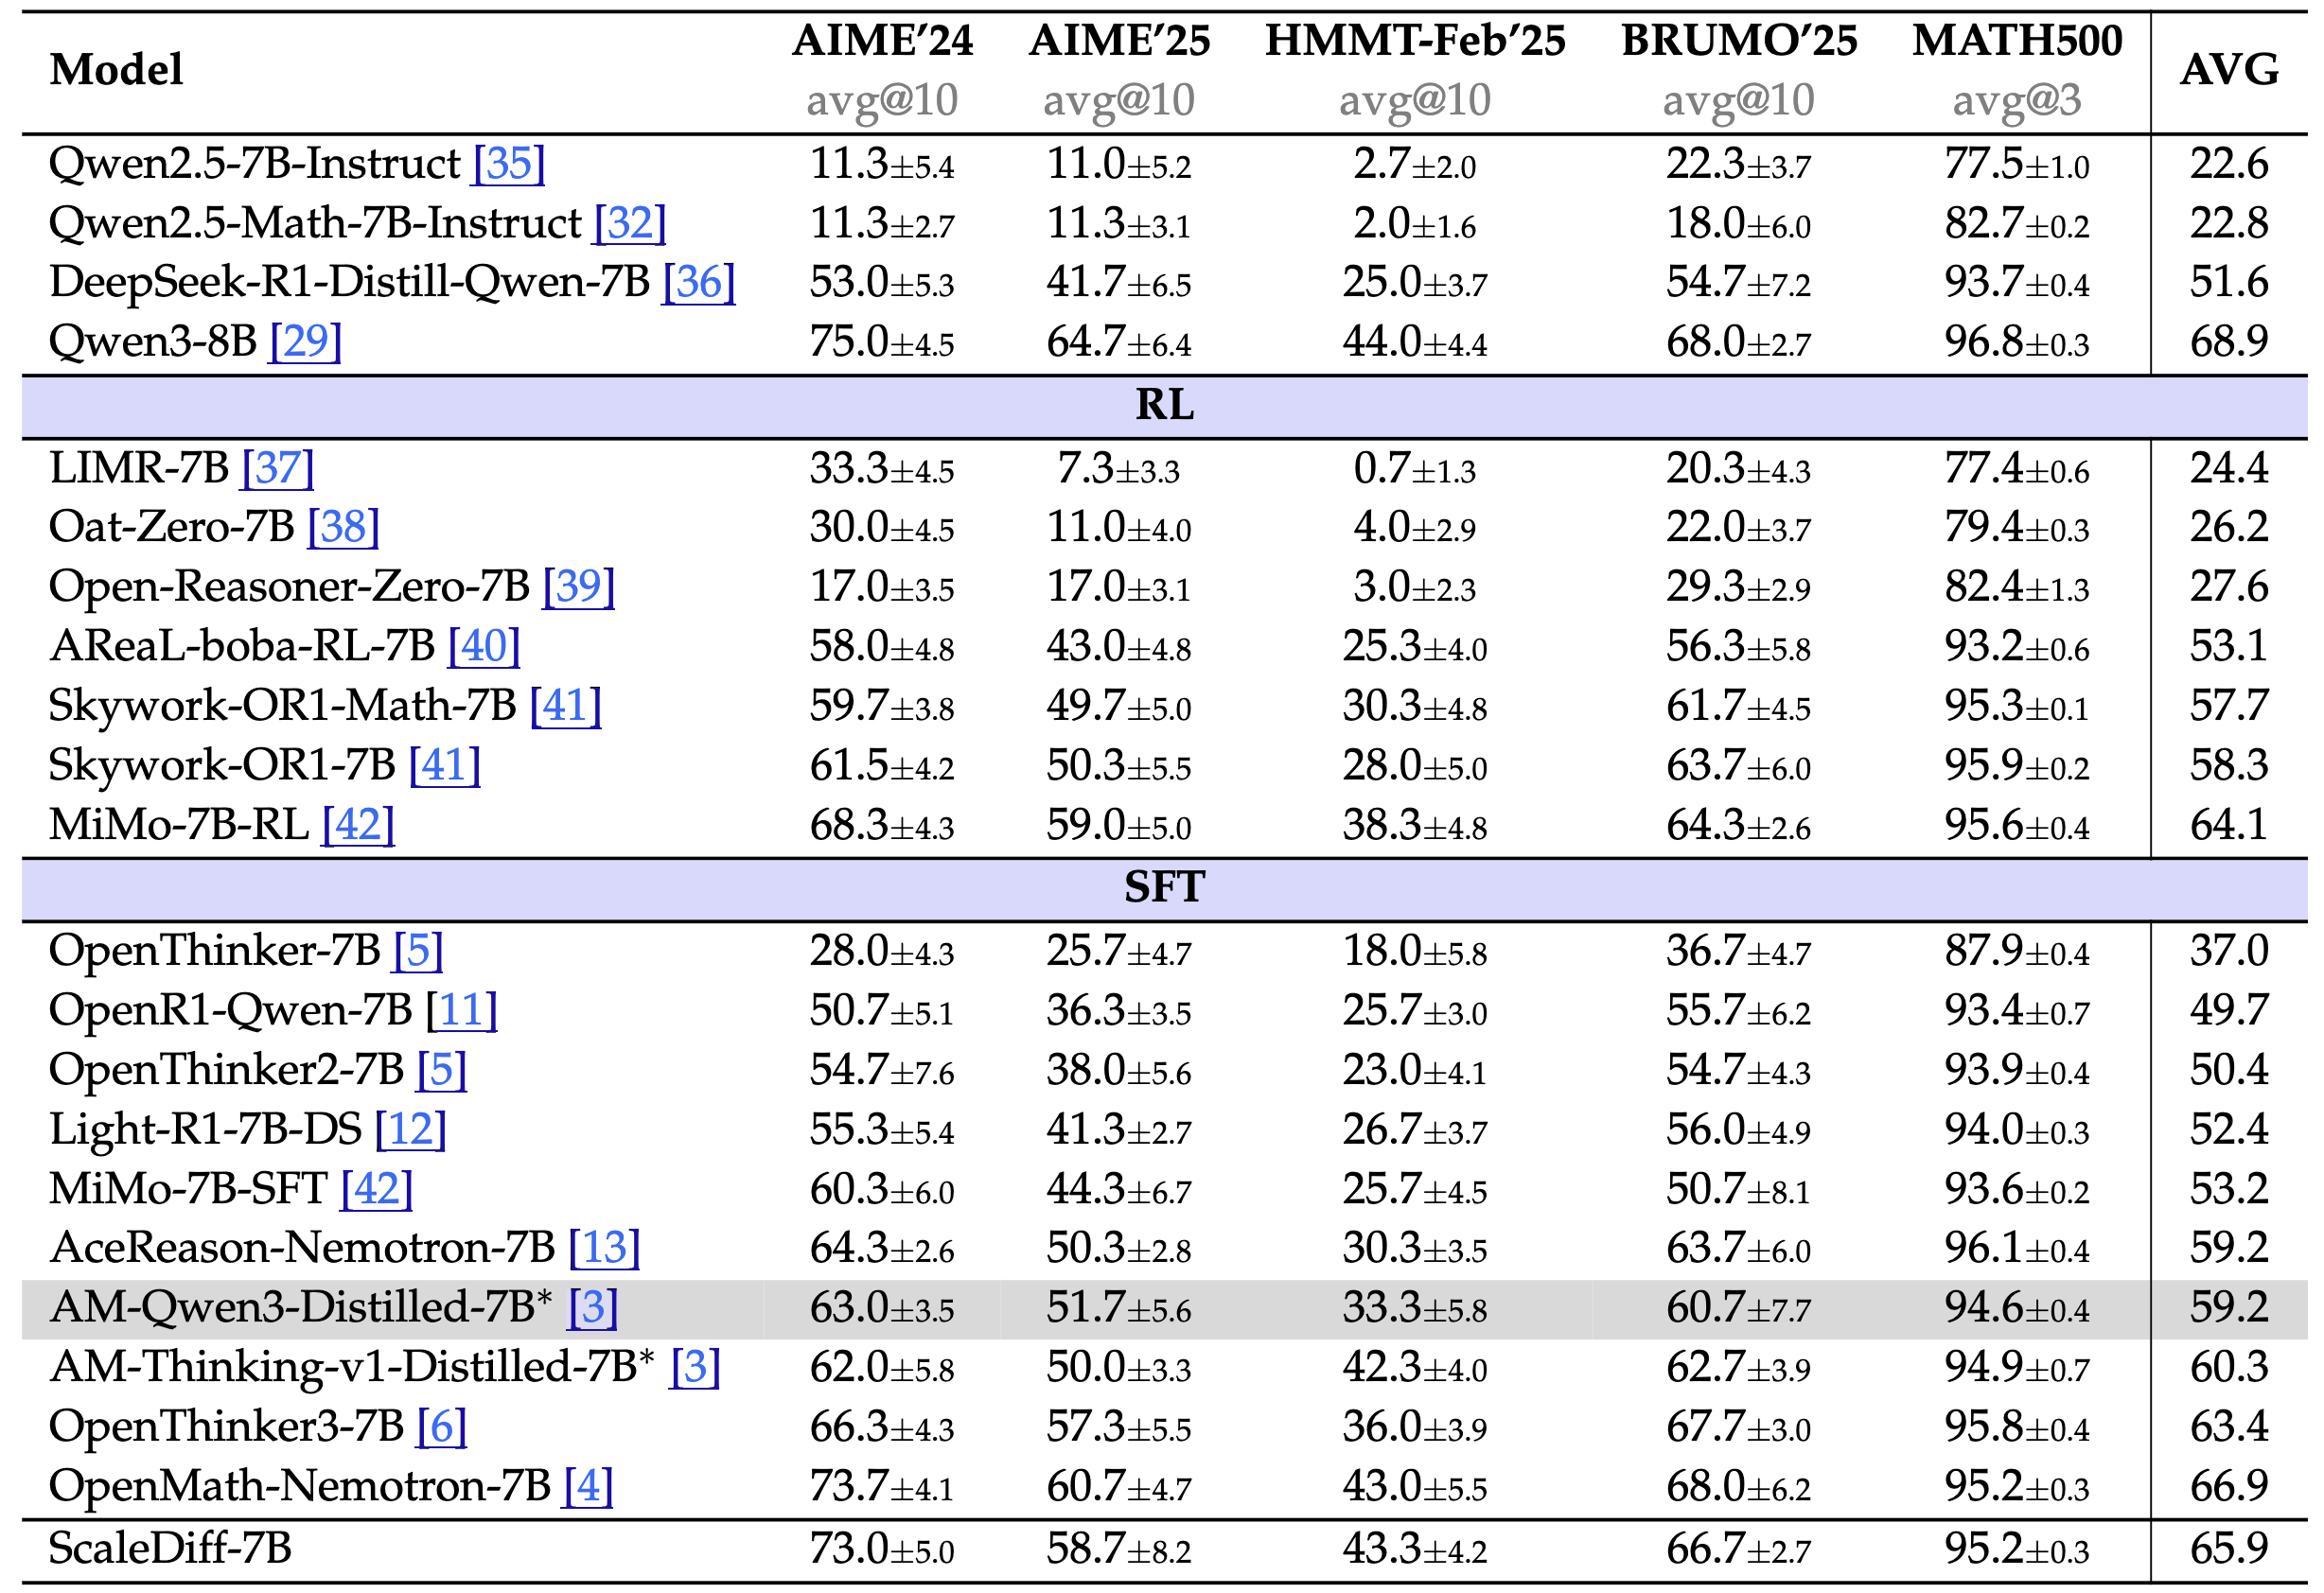 Model AIME’24 AIME’25 HMMT-Feb’25 BRUMO’25 MATH500 AVG
avg@10 avg@10 avg@10 avg@10 avg@3
Qwen2.5-7B-Instruct [35] 11.3±5.4 11.0±5.2 2.7±2.0 22.3±3.7 77.5±1.0 22.6
Qwen2.5-Math-7B-Instruct [32] 11.3±2.7 11.3±3.1 2.0±1.6 18.0±6.0 82.7±0.2 22.8
DeepSeek-R1-Distill-Qwen-7B [36] 53.0±5.3 41.7±6.5 25.0±3.7 54.7±7.2 93.7±0.4 51.6
Qwen3-8B [29] 75.0±4.5 64.7±6.4 44.0±4.4 68.0±2.7 96.8±0.3 68.9
RL
LIMR-7B [37] 33.3±4.5 7.3±3.3 0.7±1.3 20.3±4.3 77.4±0.6 24.4
Oat-Zero-7B [38] 30.0±4.5 11.0±4.0 4.0±2.9 22.0±3.7 79.4±0.3 26.2
Open-Reasoner-Zero-7B [39] 17.0±3.5 17.0±3.1 3.0±2.3 29.3±2.9 82.4±1.3 27.6
AReaL-boba-RL-7B [40] 58.0±4.8 43.0±4.8 25.3±4.0 56.3±5.8 93.2±0.6 53.1
Skywork-OR1-Math-7B [41] 59.7±3.8 49.7±5.0 30.3±4.8 61.7±4.5 95.3±0.1 57.7
Skywork-OR1-7B [41] 61.5±4.2 50.3±5.5 28.0±5.0 63.7±6.0 95.9±0.2 58.3
MiMo-7B-RL [42] 68.3±4.3 59.0±5.0 38.3±4.8 64.3±2.6 95.6±0.4 64.1
SFT
OpenThinker-7B [5] 28.0±4.3 25.7±4.7 18.0±5.8 36.7±4.7 87.9±0.4 37.0
OpenR1-Qwen-7B [11] 50.7±5.1 36.3±3.5 25.7±3.0 55.7±6.2 93.4±0.7 49.7
OpenThinker2-7B [5] 54.7±7.6 38.0±5.6 23.0±4.1 54.7±4.3 93.9±0.4 50.4
Light-R1-7B-DS [12] 55.3±5.4 41.3±2.7 26.7±3.7 56.0±4.9 94.0±0.3 52.4
MiMo-7B-SFT [42] 60.3±6.0 44.3±6.7 25.7±4.5 50.7±8.1 93.6±0.2 53.2
AceReason-Nemotron-7B [13] 64.3±2.6 50.3±2.8 30.3±3.5 63.7±6.0 96.1±0.4 59.2
AM-Qwen3-Distilled-7B* [3] 63.0±3.5 51.7±5.6 33.3±5.8 60.7±7.7 94.6±0.4 59.2
AM-Thinking-v1-Distilled-7B* [3] 62.0±5.8 50.0±3.3 42.3±4.0 62.7±3.9 94.9±0.7 60.3
OpenThinker3-7B [6] 66.3±4.3 57.3±5.5 36.0±3.9 67.7±3.0 95.8±0.4 63.4
OpenMath-Nemotron-7B [4] 73.7±4.1 60.7±4.7 43.0±5.5 68.0±6.2 95.2±0.3 66.9
ScaleDiff-7B 73.0±5.0 58.7±8.2 43.3±4.2 66.7±2.7 95.2±0.3 65.9